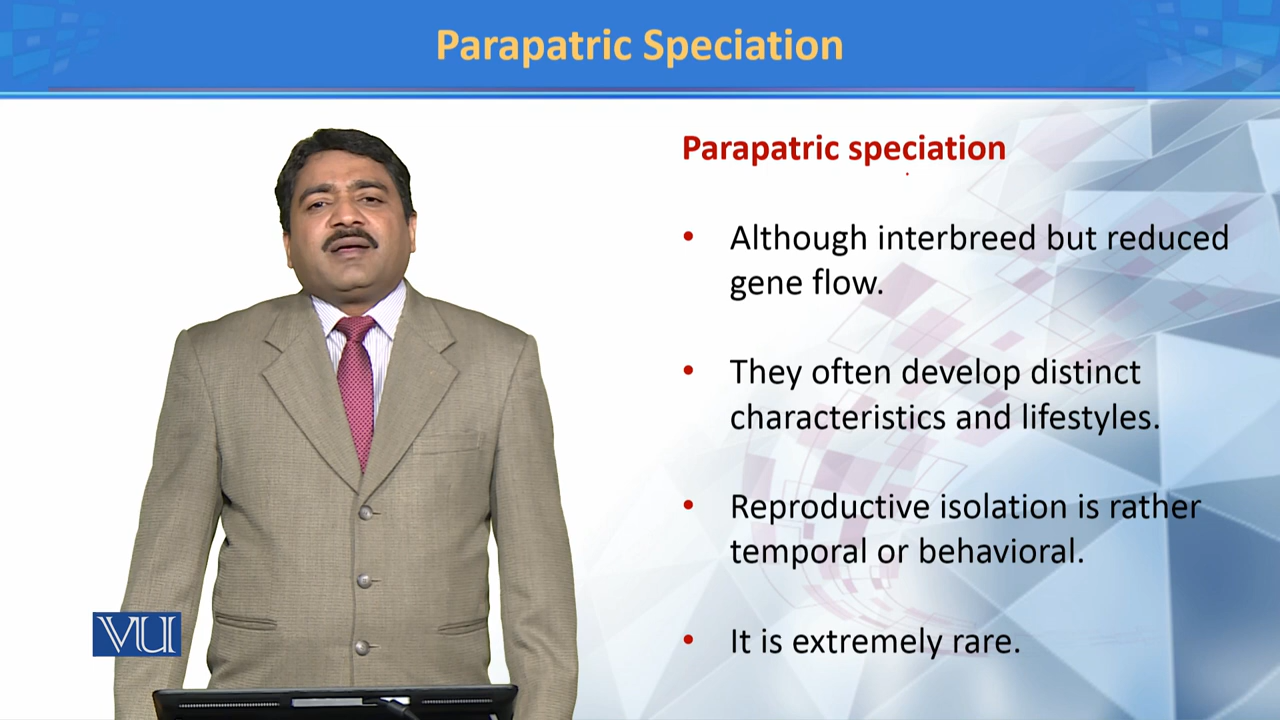 Parapatric Speciation
Parapatric speciation
• Although interbreed but reduced
gene flow.
• They often develop distinct
characteristics and lifestyles.
• Reproductive isolation is rather
temporal or behavioral.
• It is extremely rare.
VU